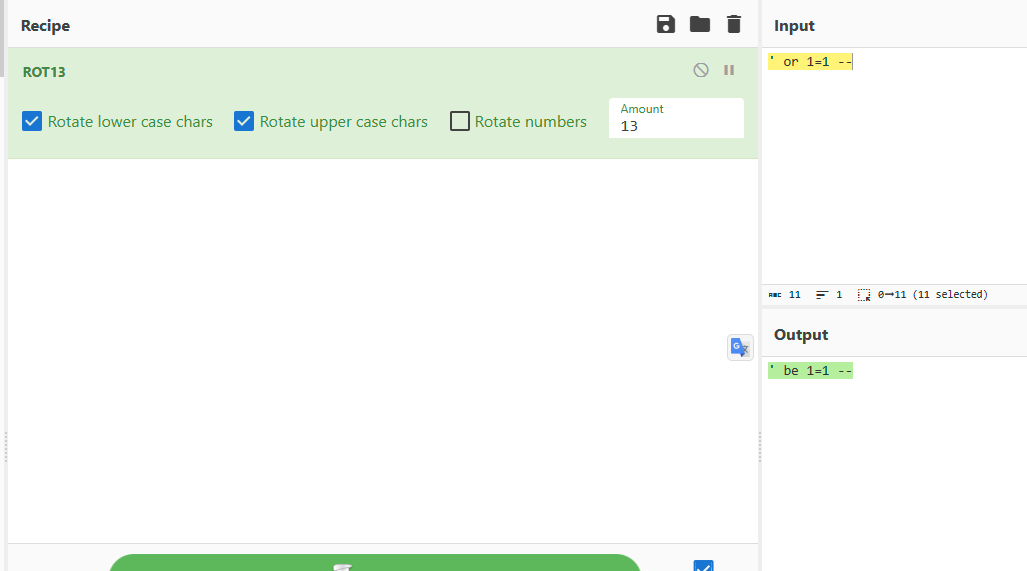 Recipe
ROT13
Rotate lower case chars
Rotate upper case chars
Rotate numbers
Amount
13
Input
' or 1=1 --
ABC 11
1
0→11 (11 selected)
Output
' be 1=1 --